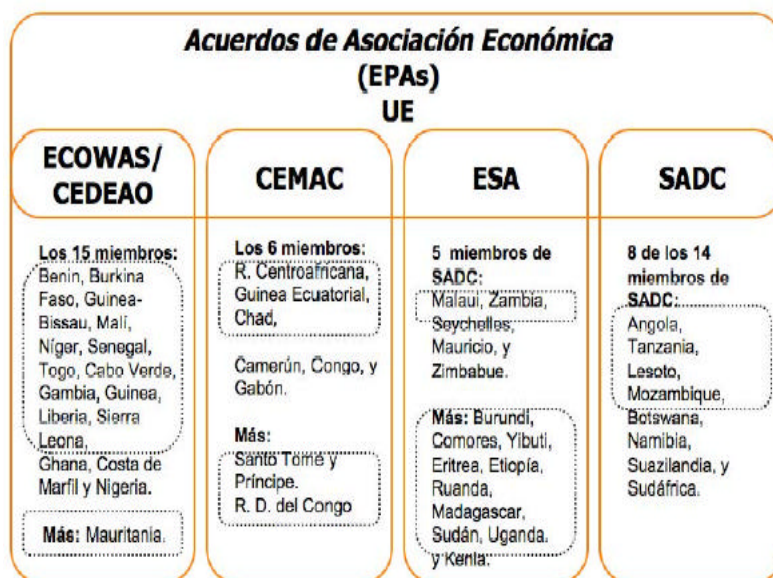 Acuerdos de Asociación Económica
(EPAs)
UE
ECOWAS/
CEDEAO
Los 15 miembros:
Benin, Burkina
Faso, Guinea-
Bissau, Malí,
Níger, Senegal,
Togo, Cabo Verde,
Gambia, Guinea,
Liberia, Sierra
Leona,
Ghana, Costa de
Marfil y Nigeria.
Más: Mauritania.
CEMAC
Los 6 miembros:
R. Centroafricana,
Guinea Ecuatorial,
Chad,
Camerún, Congo, y
Gabón.
Más:
Santo Tomé y
Príncipe.
R. D. del Congo
ESA
5 miembros de
SADC:
Malaui, Zambia,
Seychelles,
Mauricio, y
Zimbabue.
Más: Burundi,
Comores, Yibuti,
Eritrea, Etiopía,
Ruanda,
Madagascar,
Sudán, Uganda.
y Kenia.
SADC
8 de los 14
miembros de
SADC:
Angola,
Tanzania,
Lesoto,
Mozambique,
Botswana,
Namibia,
Suazilandia, y
Sudáfrica.